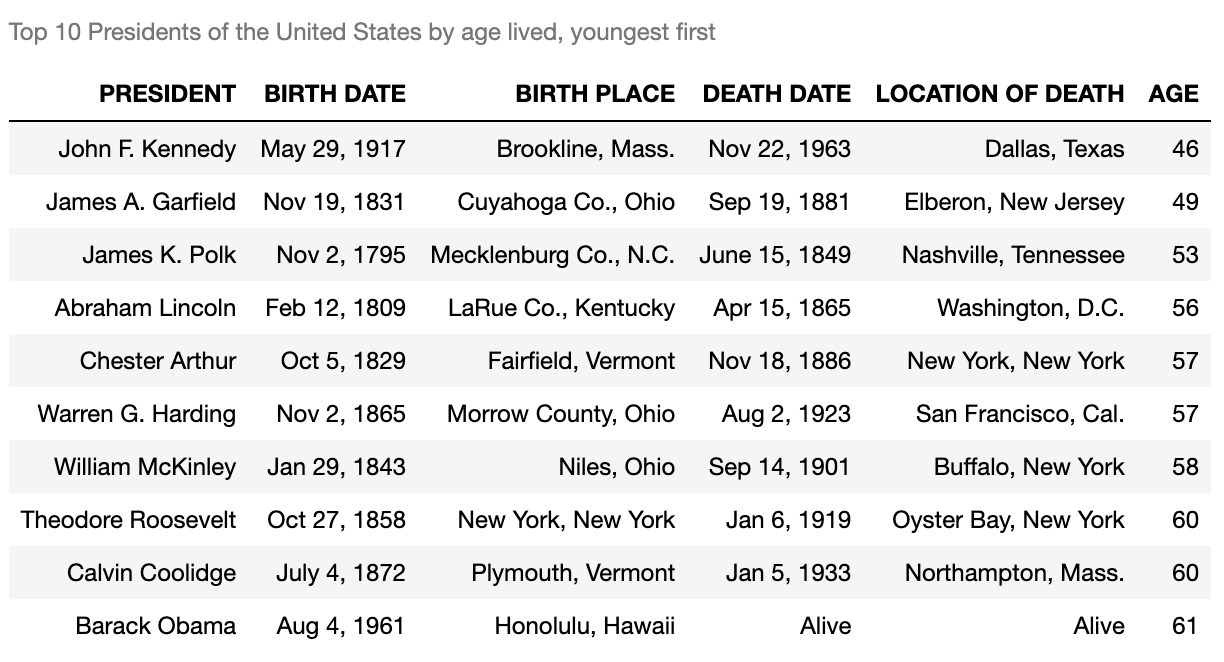 Top 10 Presidents of the United States by age lived, youngest first
PRESIDENT BIRTH DATE BIRTH PLACE DEATH DATE LOCATION OF DEATH AGE
John F. Kennedy May 29, 1917 Brookline, Mass. Nov 22, 1963 Dallas, Texas 46
James A. Garfield Nov 19, 1831 Cuyahoga Co., Ohio Sep 19, 1881 Elberon, New Jersey 49
James K. Polk Nov 2, 1795 Mecklenburg Co., N.C. June 15, 1849 Nashville, Tennessee 53
Abraham Lincoln Feb 12, 1809 LaRue Co., Kentucky Apr 15, 1865 Washington, D.C. 56
Chester Arthur Oct 5, 1829 Fairfield, Vermont Nov 18, 1886 New York, New York 57
Warren G. Harding Nov 2, 1865 Morrow County, Ohio Aug 2, 1923 San Francisco, Cal. 57
William McKinley Jan 29, 1843 Niles, Ohio Sep 14, 1901 Buffalo, New York 58
Theodore Roosevelt Oct 27, 1858 New York, New York Jan 6, 1919 Oyster Bay, New York 60
Calvin Coolidge July 4, 1872 Plymouth, Vermont Jan 5, 1933 Northampton, Mass. 60
Barack Obama Aug 4, 1961 Honolulu, Hawaii Alive Alive 61